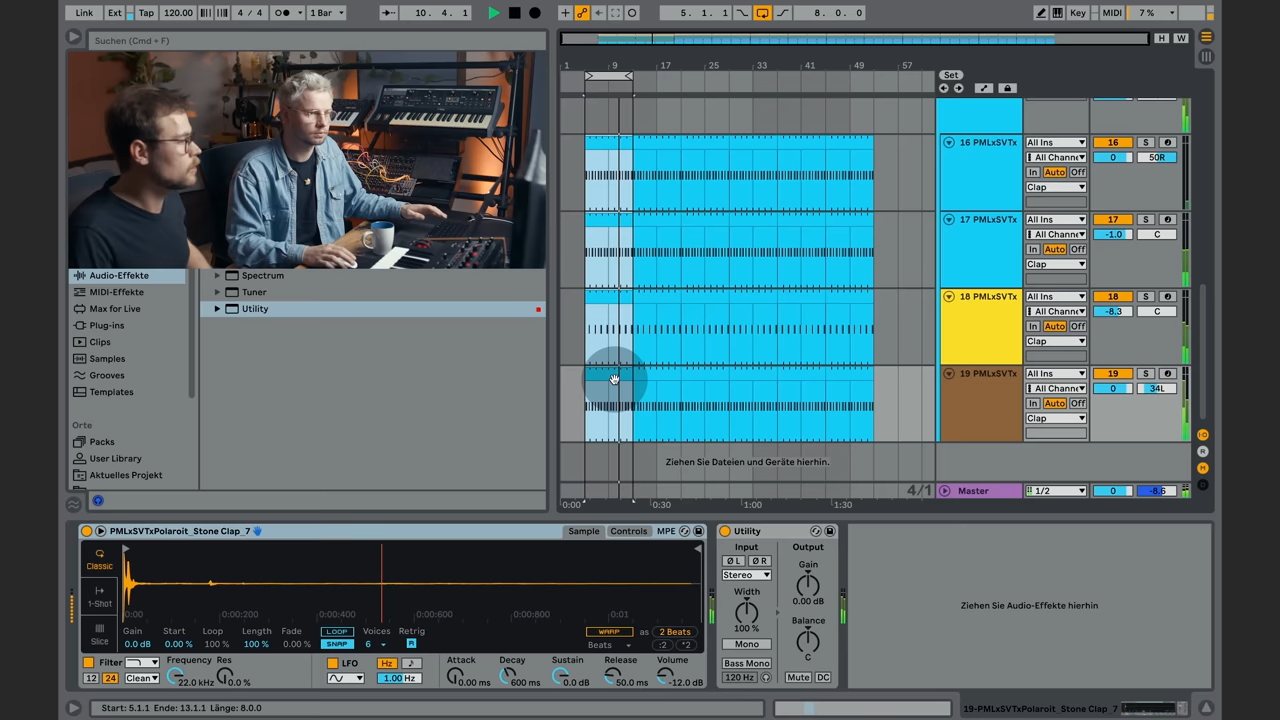 Link Ext Tap 120.00 4 / 4 1 Bar 10. 4. 1 5. 1. 1 8. 0. 0 Key MIDI 7 %
Suchen (Cmd + F)
H W
1 9 17 25 33 41 49 57
Set
16 PMLxSVTx All Ins 16 S
All Channe 0 50R
In Auto Off
Clap
17 PMLxSVTx All Ins 17 S
All Channe -1.0 C
In Auto Off
Clap
Audio-Effekte
Spectrum
MIDI-Effekte
Tuner
Max for Live
Utility
Plug-ins
Clips
Samples
Grooves
Templates
Orte
Packs
User Library
Aktuelles Projekt
18 PMLxSVTx All Ins 18 S
All Channe -8.3 C
In Auto Off
Clap
19 PMLxSVTx All Ins 19 S
All Channe 0 34L
In Auto Off
Clap
Ziehen Sie Dateien und Geräte hierhin.
4/1 Master 1/2 0 -8.6
0:00 0:30 1:00 1:30
PMLxSVTxPolaroit_Stone Clap_7 Sample Controls MPE
Classic
1-Shot
Slice
0:00 0:00:200 0:00:400 0:00:600 0:00:800 0:01
Gain Start Loop Length Fade LOOP Voices Retrig WARP as 2 Beats
0.0 dB 0.00 % 100 % 100 % 0.00 % SNAP 6 R Beats :2 *2
Filter Frequency Res LFO Hz Attack Decay Sustain Release Volume
12 24 Clean 22.0 kHz 0.0 % 1.00 Hz 0.00 ms 600 ms 0.0 dB 50.0 ms -12.0 dB
Utility
Input Output
Ø L Ø R Gain
Stereo
Width 0.00 dB
100 % Balance
Mono
Bass Mono C
120 Hz Mute DC
Ziehen Sie Audio-Effekte hierhin
Start: 5.1.1 Ende: 13.1.1 Länge: 8.0.0
19-PMLxSVTxPolaroit_Stone Clap_7